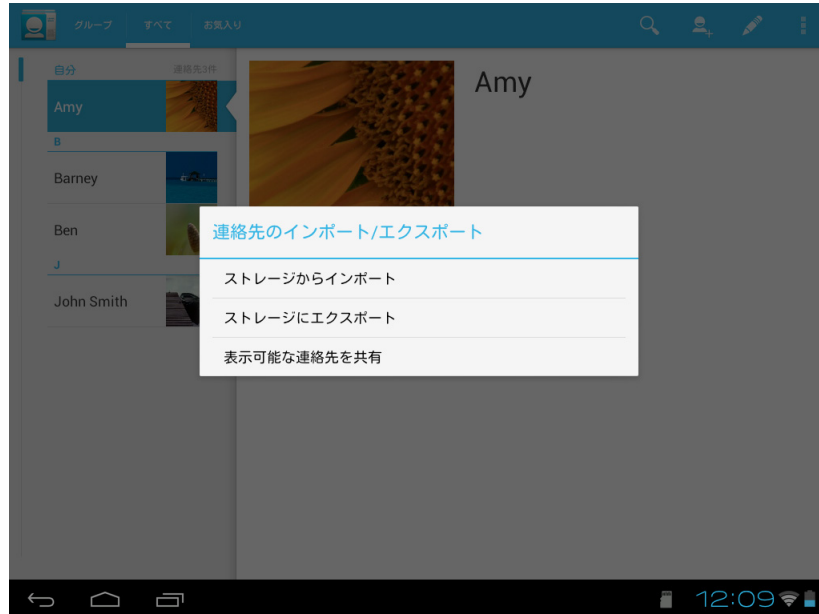 グループ すべて お気入り
自分 連絡先3件
Amy
B
Barney
Ben
J
John Smith
Amy
連絡先のインポート/エクスポート
ストレージからインポート
ストレージにエクスポート
表示可能な連絡先を共有
12:09